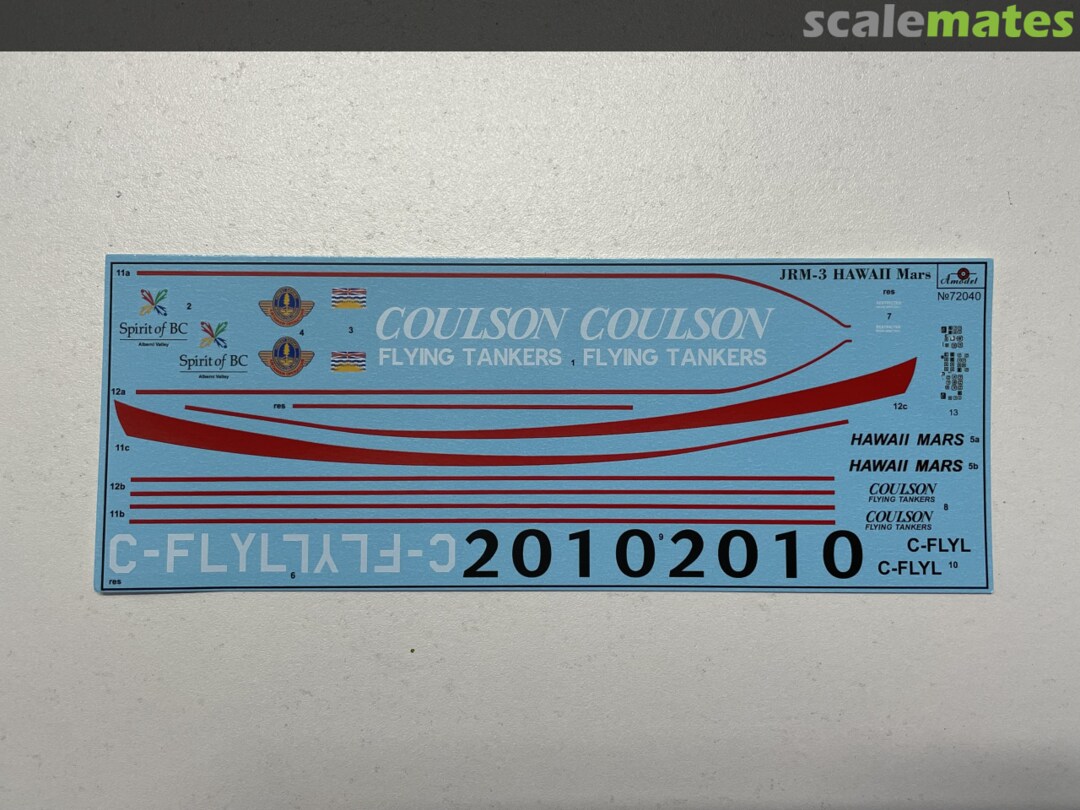 scalemates
11a
JRM-3 HAWAII Mars
Amodel
№72040
res
7
2
Spirit of BC
Alberni Valley
Spirit of BC
Alberni Valley
4
3
COULSON COULSON
FLYING TANKERS 1 FLYING TANKERS
12a
res
12c
13
11c
HAWAII MARS 5a
HAWAII MARS 5b
12b
11b
COULSON
FLYING TANKERS
8
COULSON
FLYING TANKERS
C-FLYL C-FLYL
6
2010 9 2010
C-FLYL
C-FLYL 10
res